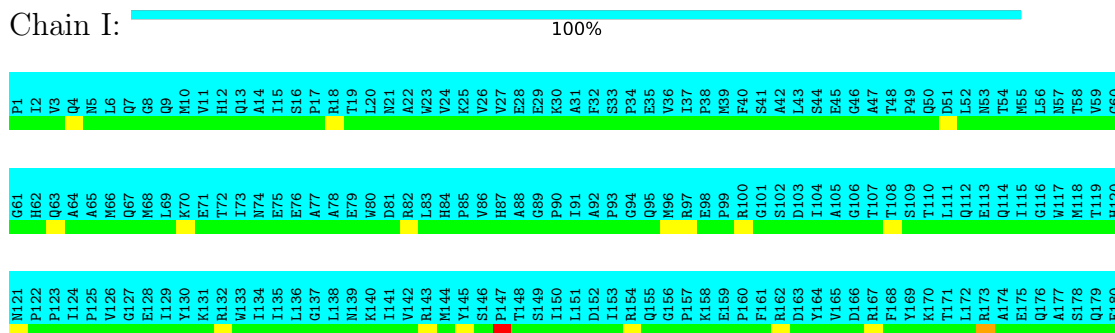 Chain I:
100%
P1 I2 V3 Q4 N5 L6 Q7 G8 Q9 M10 V11 H12 Q13 A14 I15 S16 P17 R18 T19 L20 N21 A22 W23 V24 K25 V26 V27 E28 E29 K30 A31 F32 S33 P34 E35 V36 I37 P38 M39 F40 S41 A42 L43 S44 E45 G46 A47 T48 P49 Q50 D51 L52 N53 T54 M55 L56 N57 T58 V59 G60
G61 H62 Q63 A64 A65 M66 Q67 M68 L69 K70 E71 T72 I73 N74 E75 E76 A77 A78 E79 W80 D81 R82 L83 H84 P85 V86 H87 A88 G89 P90 I91 A92 P93 G94 Q95 M96 R97 E98 P99 R100 G101 S102 D103 I104 A105 G106 T107 T108 S109 T110 L111 Q112 E113 Q114 I115 G116 W117 M118 T119
N121 P122 P123 I124 P125 V126 G127 E128 I129 Y130 K131 R132 W133 I134 I135 L136 G137 L138 N139 K140 I141 V142 R143 M144 Y145 S146 P147 T148 S149 I150 L151 D152 I153 R154 Q155 G156 P157 K158 E159 P160 F161 R162 D163 Y164 V165 D166 R167 F168 Y169 K170 T171 L172 R173 A174 E175 Q176 A177 S178 Q179